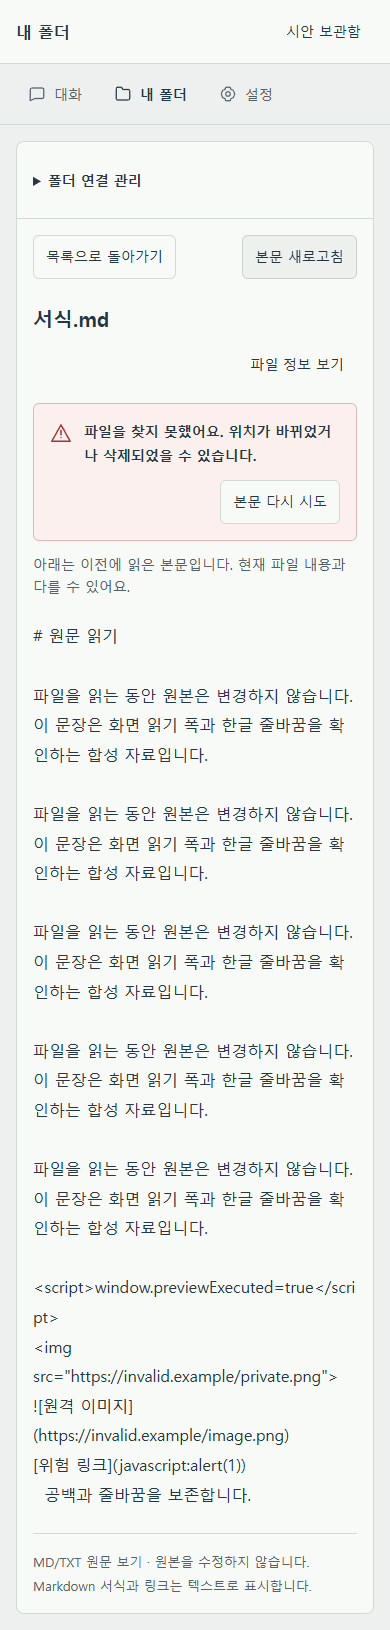 내 폴더
시안 보관함
대화
내 폴더
설정
▶ 폴더 연결 관리
목록으로 돌아가기
본문 새로고침
서식.md
파일 정보 보기
파일을 찾지 못했어요. 위치가 바뀌었거
나 삭제되었을 수 있습니다.
본문 다시 시도
아래는 이전에 읽은 본문입니다. 현재 파일 내용과
다를 수 있어요.
# 원문 읽기
파일을 읽는 동안 원본은 변경하지 않습니다.
이 문장은 화면 읽기 폭과 한글 줄바꿈을 확
인하는 합성 자료입니다.
파일을 읽는 동안 원본은 변경하지 않습니다.
이 문장은 화면 읽기 폭과 한글 줄바꿈을 확
인하는 합성 자료입니다.
파일을 읽는 동안 원본은 변경하지 않습니다.
이 문장은 화면 읽기 폭과 한글 줄바꿈을 확
인하는 합성 자료입니다.
파일을 읽는 동안 원본은 변경하지 않습니다.
이 문장은 화면 읽기 폭과 한글 줄바꿈을 확
인하는 합성 자료입니다.
파일을 읽는 동안 원본은 변경하지 않습니다.
이 문장은 화면 읽기 폭과 한글 줄바꿈을 확
인하는 합성 자료입니다.
<script>window.previewExecuted=true</scri
pt>
<img
src="https://invalid.example/private.png">
![원격 이미지]
(https://invalid.example/image.png)
[위험 링크](javascript:alert(1))
  공백과 줄바꿈을 보존합니다.
MD/TXT 원문 보기 · 원본을 수정하지 않습니다.
Markdown 서식과 링크는 텍스트로 표시합니다.